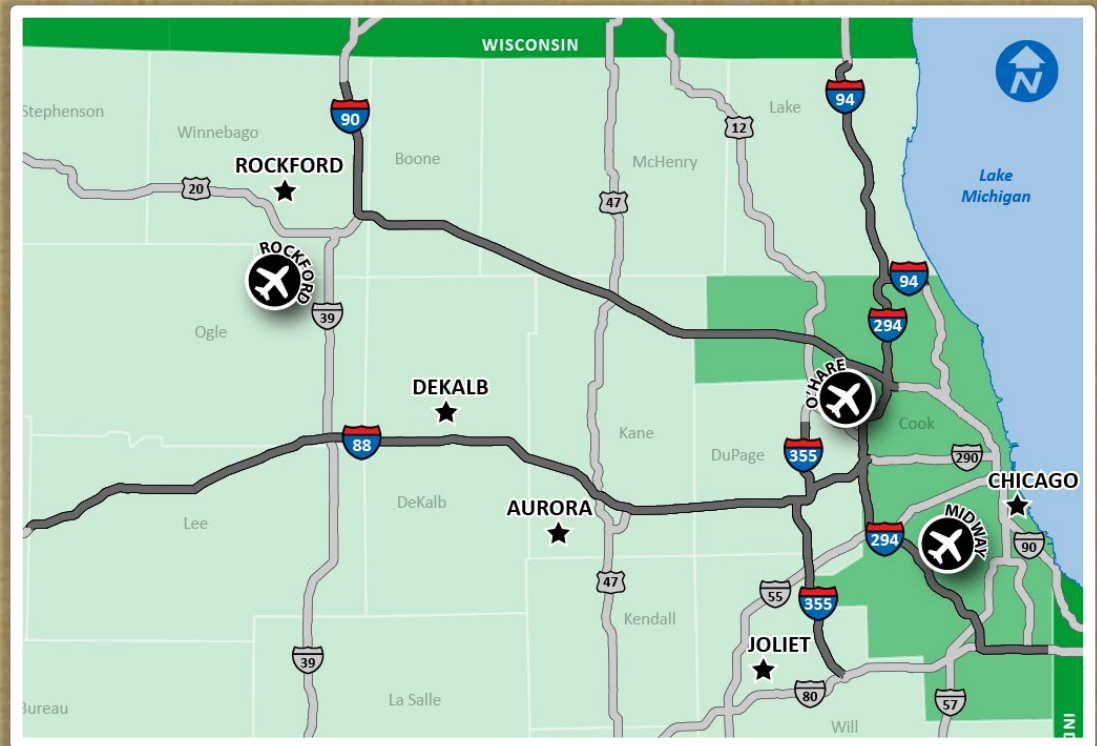 WISCONSIN
N
Stephenson
90
94
Lake
Winnebago
12
Boone
McHenry
ROCKFORD
20
47
Lake
Michigan
ROCKFORD
94
39
294
Ogle
O'HARE
DEKALB
Cook
Kane
88
355
DuPage
290
CHICAGO
DeKalb
AURORA
MIDWAY
Lee
294
90
47
55
355
Kendall
JOLIET
39
80
La Salle
57
Bureau
Will
INDI